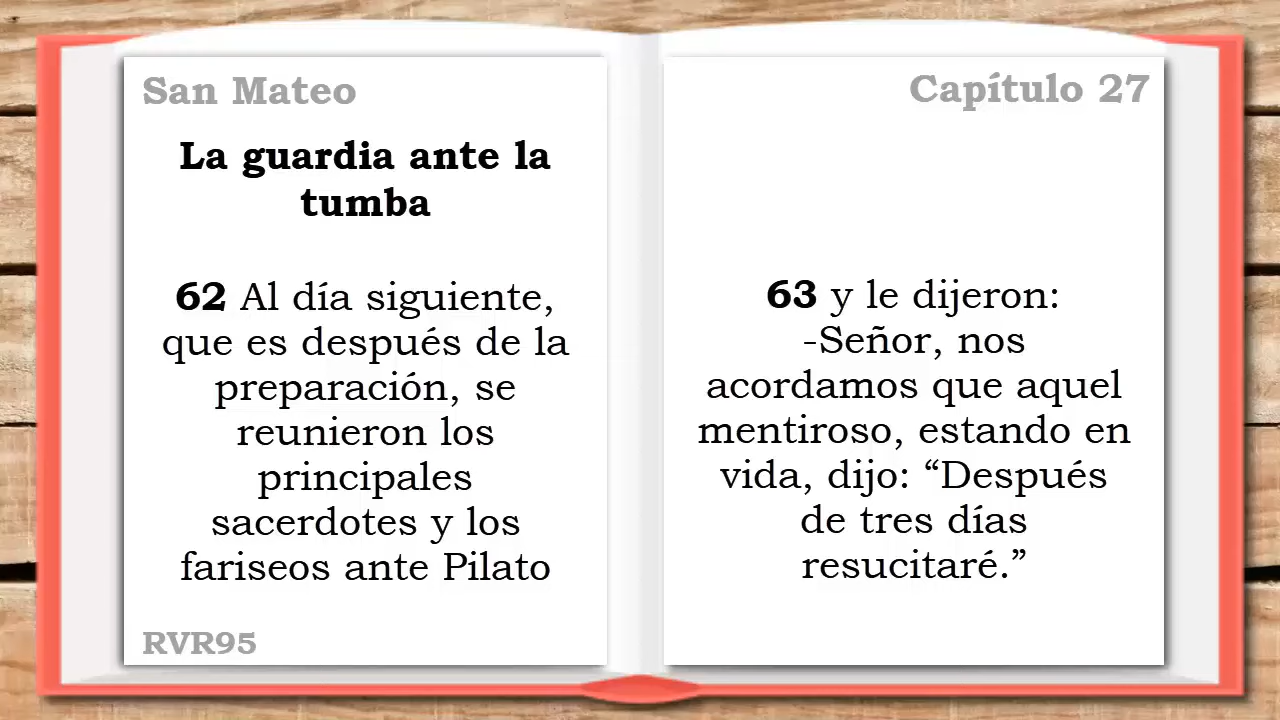 San Mateo
La guardia ante la
tumba
62 Al día siguiente,
que es después de la
preparación, se
reunieron los
principales
sacerdotes y los
fariseos ante Pilato
RVR95
Capítulo 27
63 y le dijeron:
-Señor, nos
acordamos que aquel
mentiroso, estando en
vida, dijo: “Después
de tres días
resucitaré.”